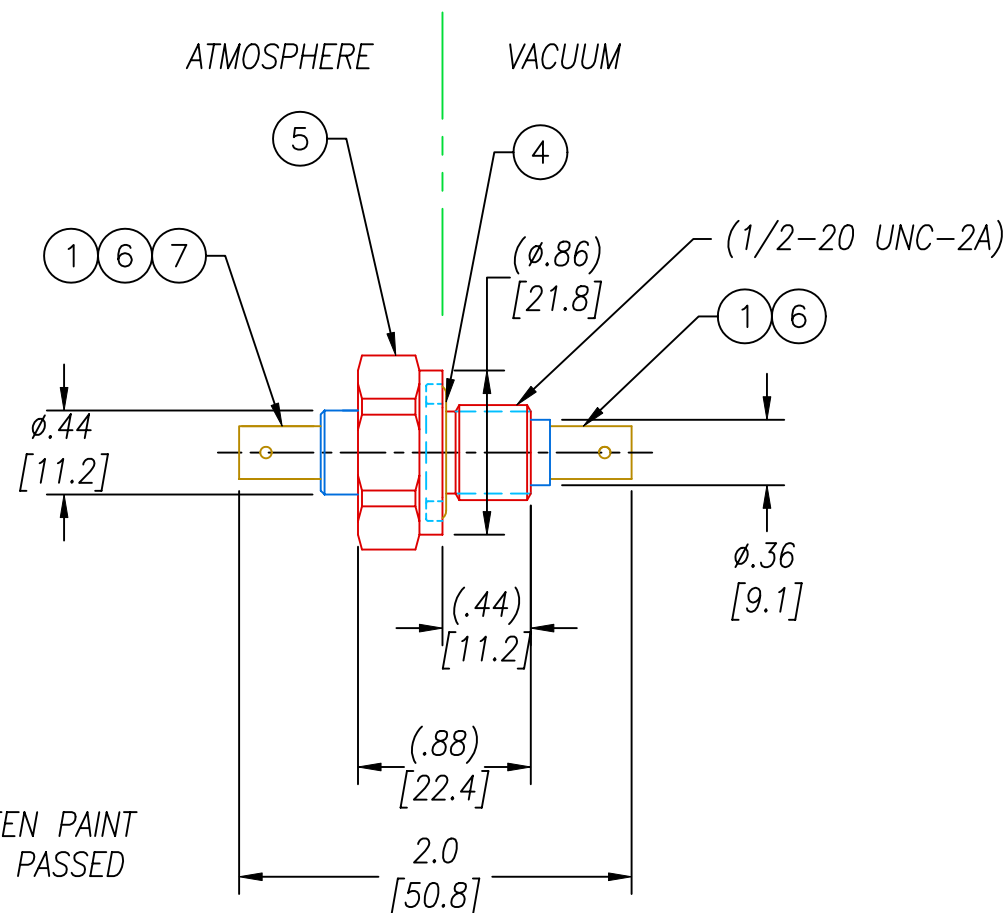 ATMOSPHERE VACUUM
5
4
(1/2-20 UNC-2A)
1 6 7
(ø.86)
[21.8]
1 6
ø.44
[11.2]
ø.36
[9.1]
(.44)
[11.2]
(.88)
[22.4]
PAINT
PASSED
2.0
[50.8]